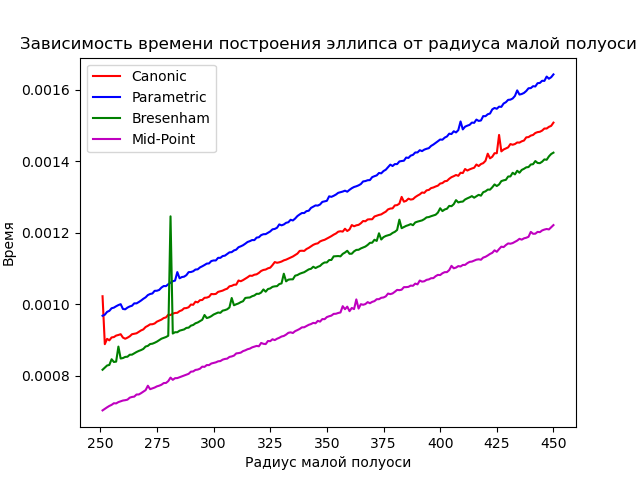 Зависимость времени построения эллипса от радиуса малой полуоси
Canonic
Parametric
Bresenham
Mid-Point
Время
0.0016
0.0014
0.0012
0.0010
0.0008
250 275 300 325 350 375 400 425 450
Радиус малой полуоси